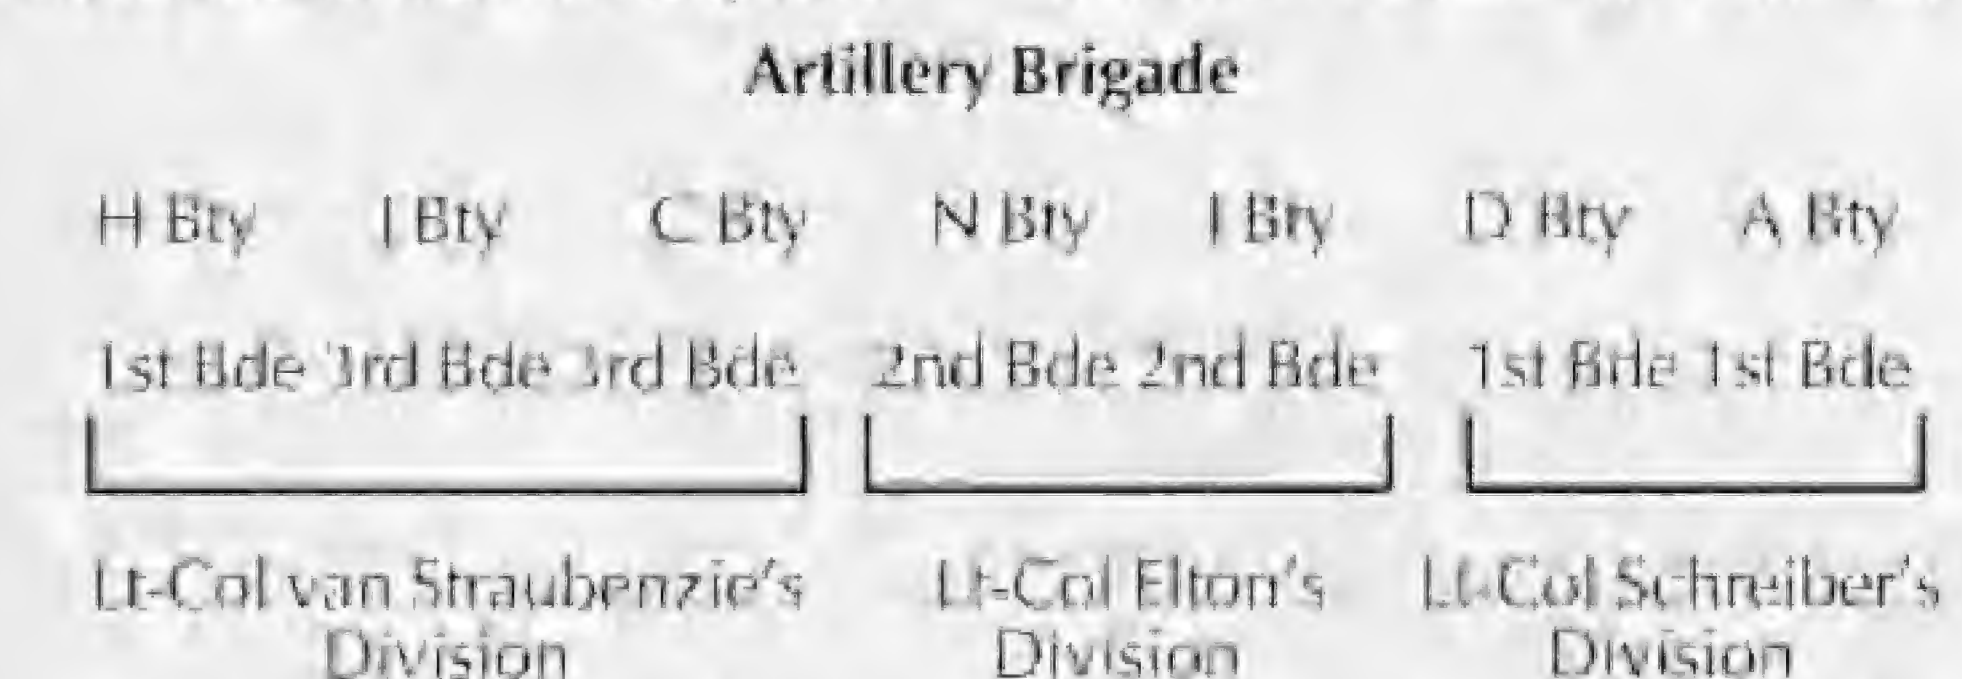 Artillery Brigade
H Bty I Bty C Bty N Bty I Bty D Bty A Bty
1st Bde 3rd Bde 3rd Bde 2nd Bde 2nd Bde 1st Bde 1st Bde
Lt-Col van Straubenzie's Lt-Col Elton's Lt-Col Schreiber's
Division Division Division